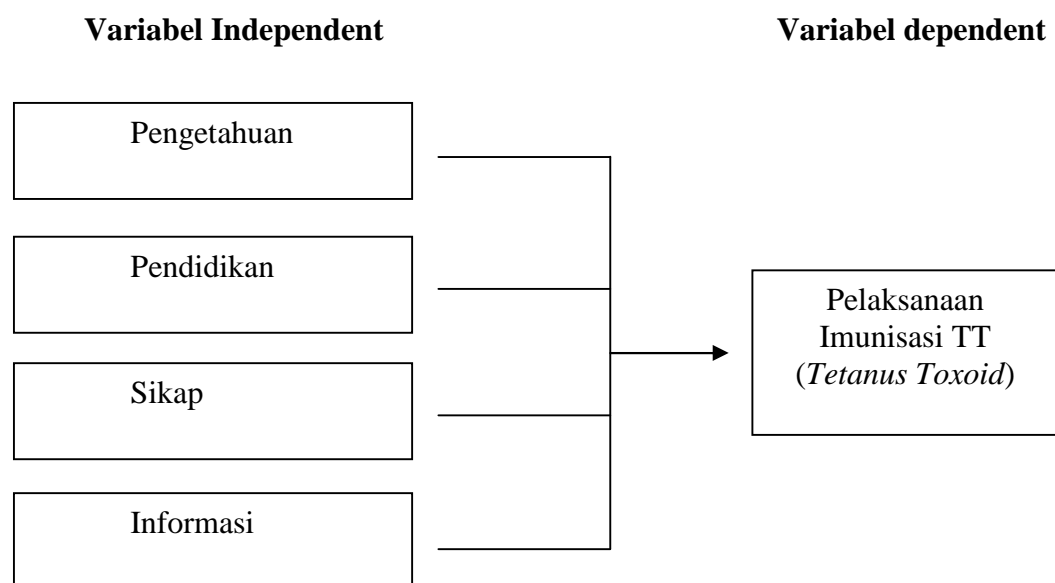 Variabel Independent
Variabel dependent
Pengetahuan
Pendidikan
Sikap
Informasi
Pelaksanaan
Imunisasi TT
(Tetanus Toxoid)